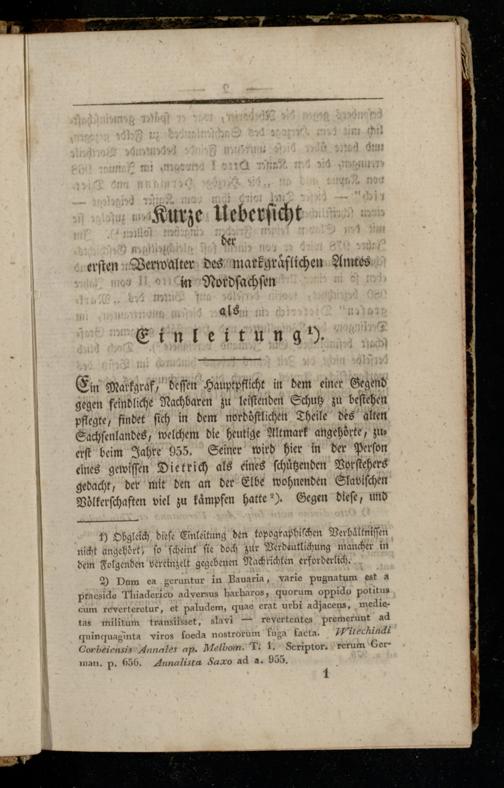 Kurze Uebersicht
der
ersten Verwalter des markgräflichen Amtes
in Nordsachsen
als
Einleitung¹).
Ein Markgraf, dessen Hauptpflicht in dem einer Gegend
gegen feindliche Nachbaren zu leistenden Schutz zu bestehen
pflegte, findet sich in dem nordöstlichen Theile des alten
Sachsenlandes, welchem die heutige Altmark angehörte, zu-
erst beim Jahre 955. Seiner wird hier in der Person
eines gewissen Dietrich als eines schützenden Vorstehers
gedacht, der mit den an der Elbe wohnenden Slavischen
Völkerschaften viel zu kämpfen hatte²). Gegen diese, und
1) Obgleich diese Einleitung den topographischen Verhältnissen
nicht angehört, so scheint sie doch zur Verdeutlichung mancher in
dem Folgenden vereinzelt gegebenen Nachrichten erforderlich.
2) Dum ea geruntur in Bauaria, varie pugnatum est a
praeside Thiaderico adversus barbaros, quorum oppido potitus
cum reverteretur, et paludem, quae erat urbi adjacens, medie-
tas militum transiisset, slavi — revertentes premerunt ad
quinquaginta viros foeda nostrorum fuga facta. Witechindi
Corbeiensis Annales ap. Meibom. T. 1. Scriptor. rerum Ger-
man. p. 656. Annalista Saxo ad a. 955.
1